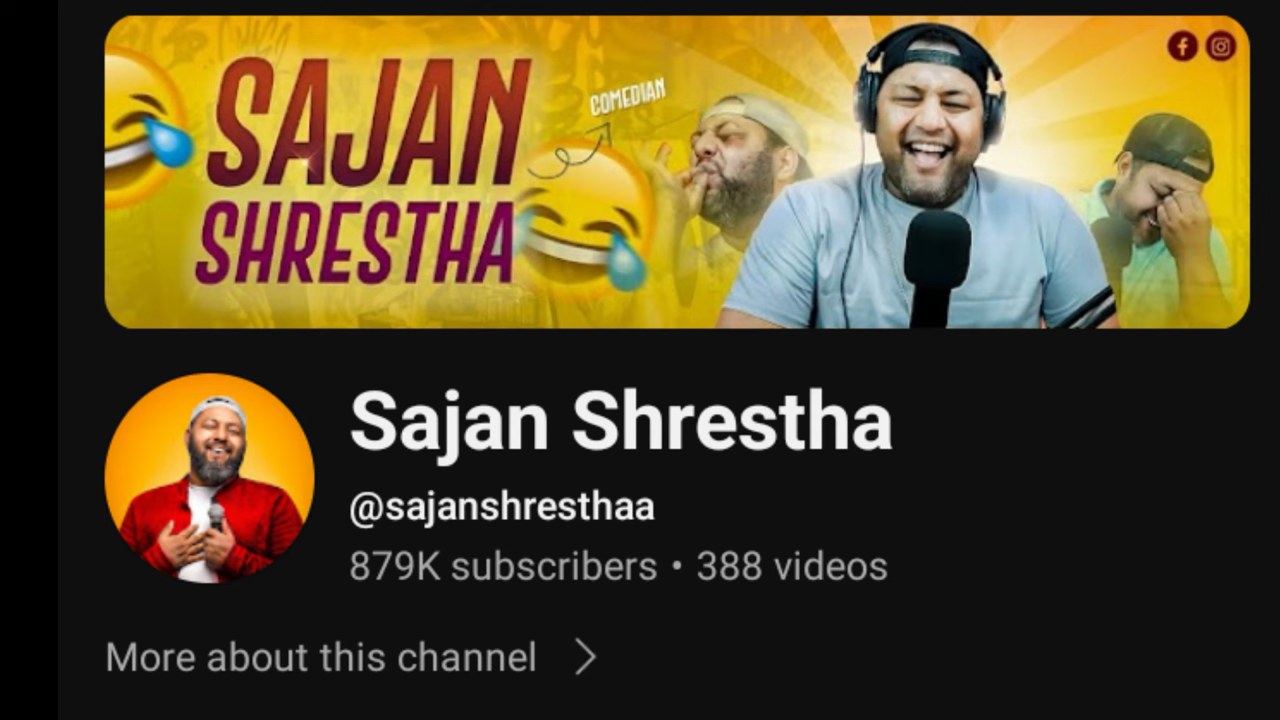 SAJAN
SHRESTHA
COMEDIAN
Sajan Shrestha
@sajanshresthaa
879K subscribers • 388 videos
More about this channel